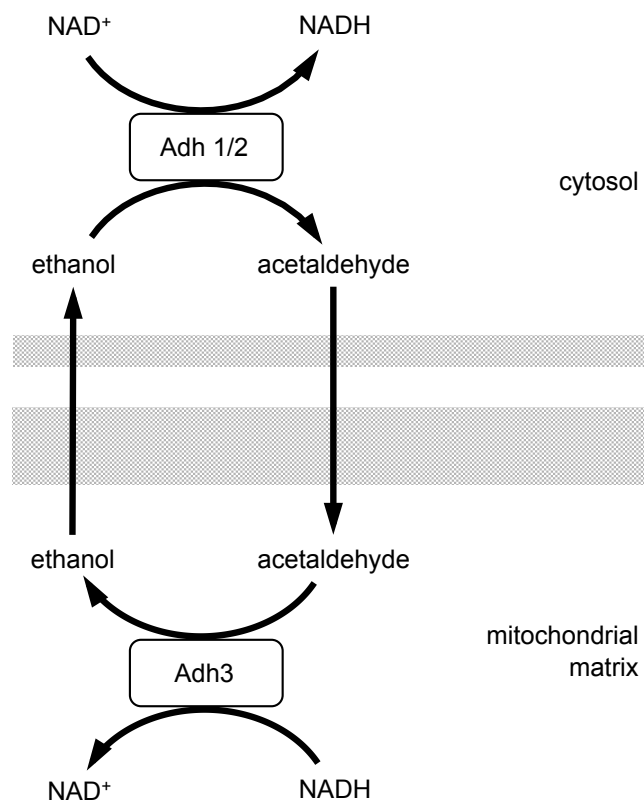 NAD⁺ NADH
Adh 1/2
cytosol
ethanol acetaldehyde
ethanol acetaldehyde
mitochondrial
matrix
Adh3
NAD⁺ NADH